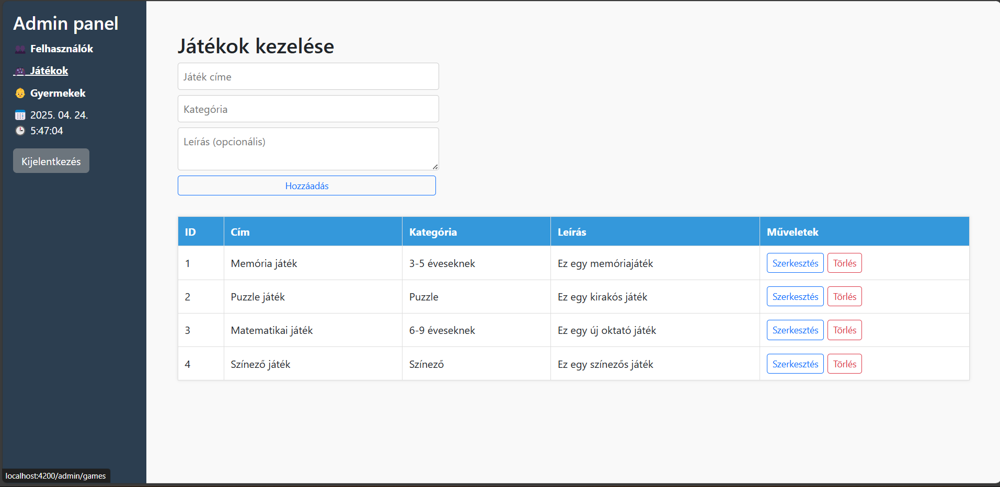 Admin panel
Felhasználók
Játékok
Gyermekek
2025. 04. 24.
5:47:04
Kijelentkezés
Játékok kezelése
Játék címe
Kategória
Leírás (opcionális)
Hozzáadás
ID Cím Kategória Leírás Műveletek
1 Memória játék 3-5 éveseknek Ez egy memóriajáték Szerkesztés Törlés
2 Puzzle játék Puzzle Ez egy kirakós játék Szerkesztés Törlés
3 Matematikai játék 6-9 éveseknek Ez egy új oktató játék Szerkesztés Törlés
4 Színező játék Színező Ez egy színezős játék Szerkesztés Törlés
localhost:4200/admin/games